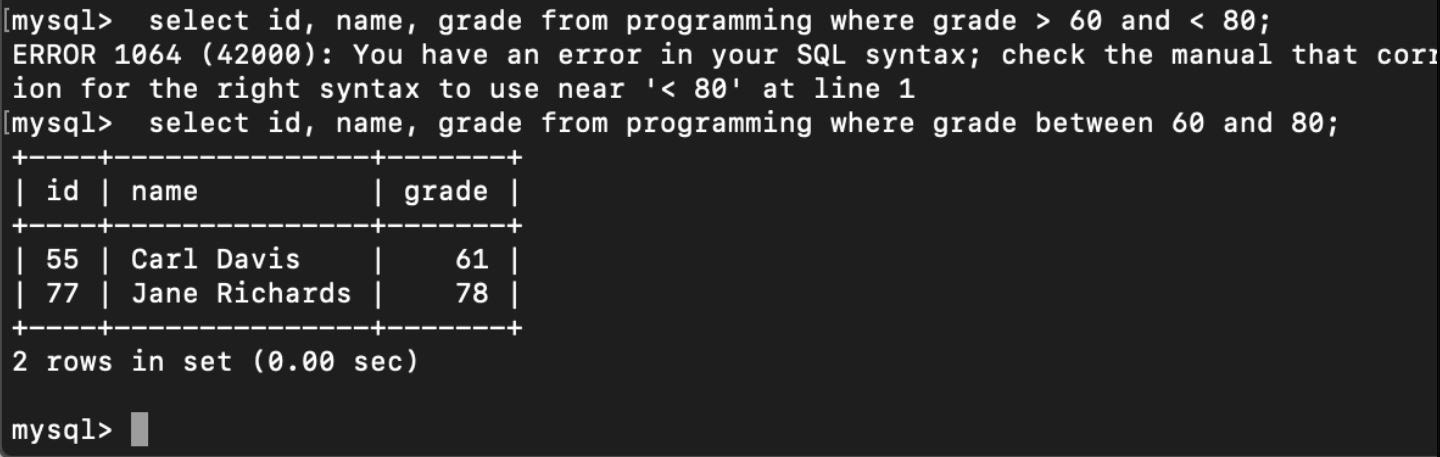 [mysql>  select id, name, grade from programming where grade > 60 and < 80;
ERROR 1064 (42000): You have an error in your SQL syntax; check the manual that corr
ion for the right syntax to use near '< 80' at line 1
[mysql>  select id, name, grade from programming where grade between 60 and 80;
+----+---------------+-------+
| id | name          | grade |
+----+---------------+-------+
| 55 | Carl Davis    |    61 |
| 77 | Jane Richards |    78 |
+----+---------------+-------+
2 rows in set (0.00 sec)
mysql>